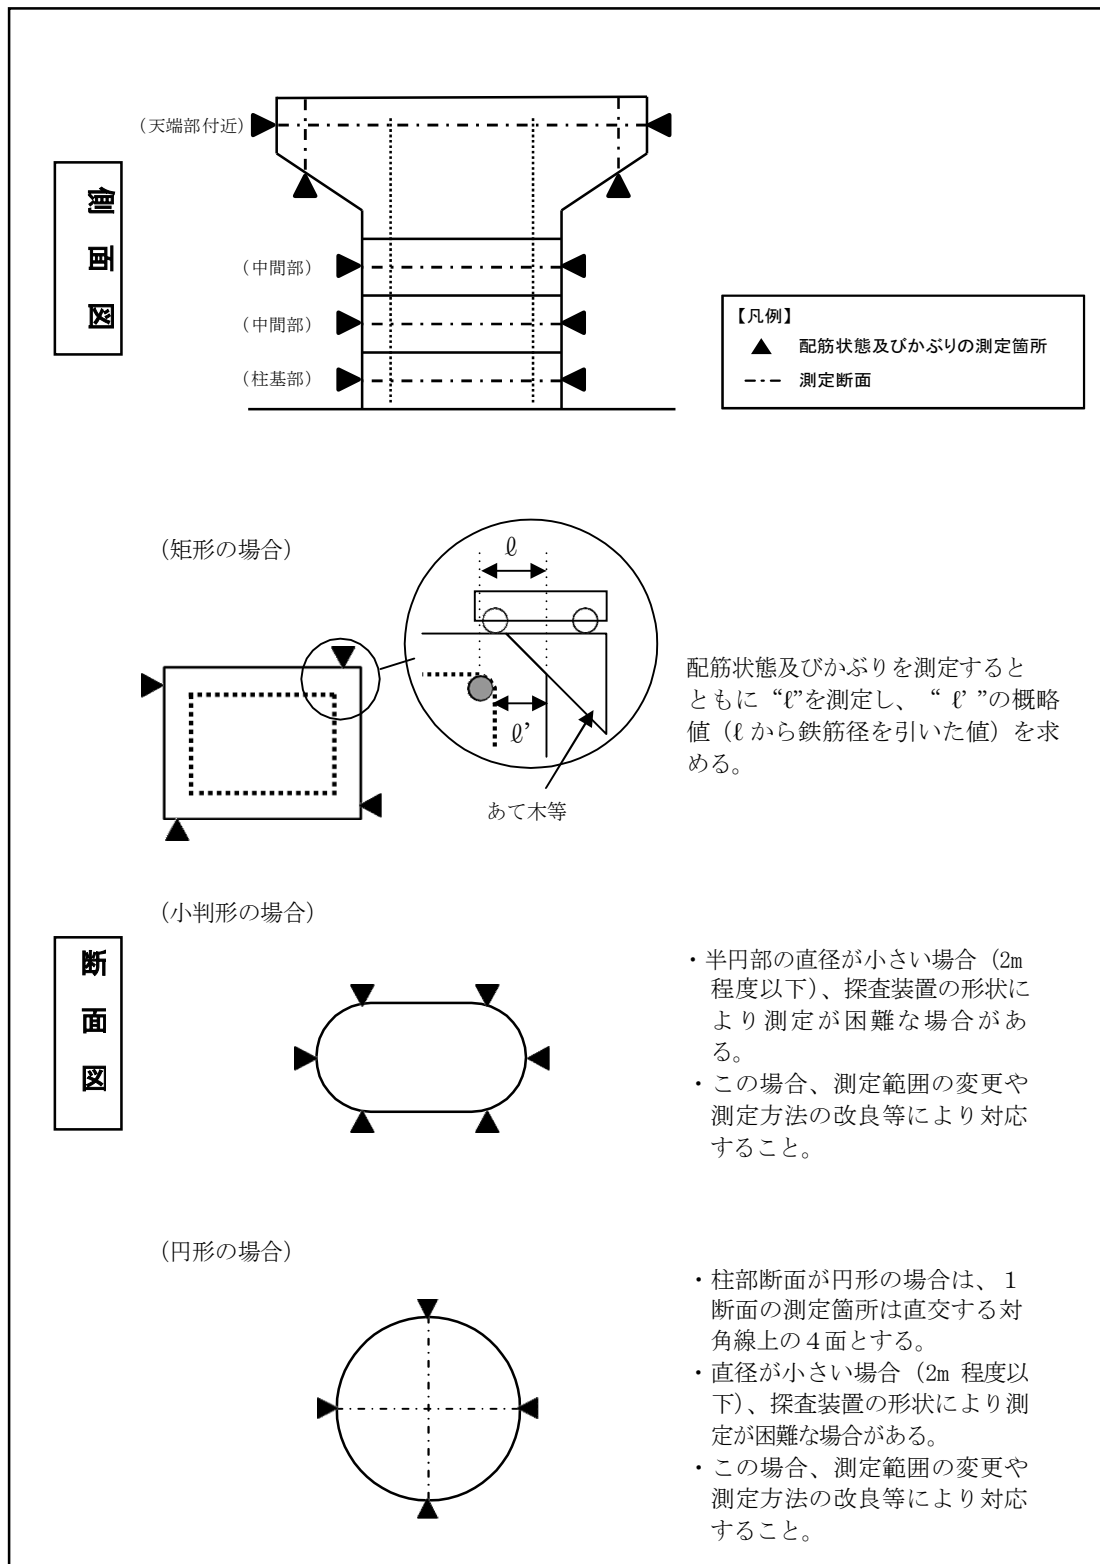 側面図
（天端部付近）
（中間部）
（中間部）
（柱基部）
【凡例】
▲ 配筋状態及びかぶりの測定箇所
測定断面
（矩形の場合）
ℓ
ℓ’
あて木等
配筋状態及びかぶりを測定すると
ともに “ℓ”を測定し、“ ℓ’ ”の概略
値（ℓ から鉄筋径を引いた値）を求
める。
断面図
（小判形の場合）
・半円部の直径が小さい場合（2m
程度以下）、探査装置の形状に
より測定が困難な場合があ
る。
・この場合、測定範囲の変更や
測定方法の改良等により対応
すること。
（円形の場合）
・柱部断面が円形の場合は、１
断面の測定箇所は直交する対
角線上の４面とする。
・直径が小さい場合（2m 程度以
下）、探査装置の形状により測
定が困難な場合がある。
・この場合、測定範囲の変更や
測定方法の改良等により対応
すること。